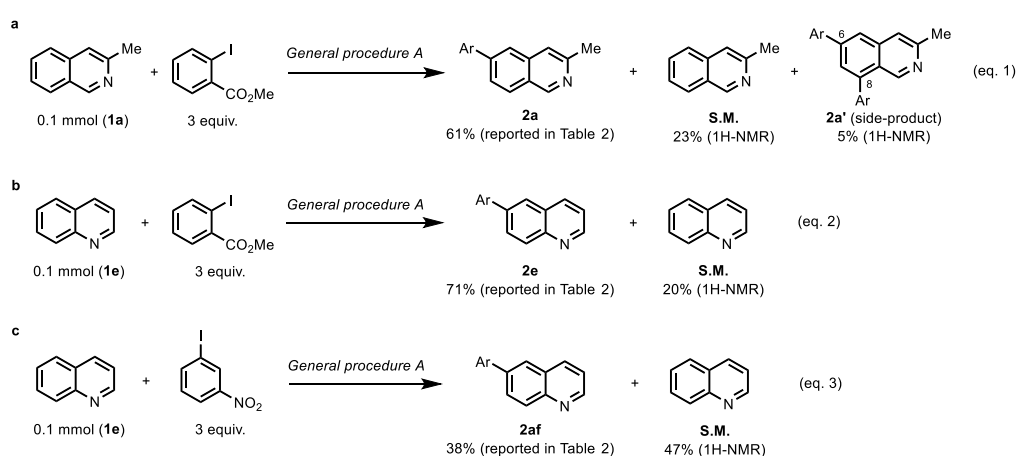 a
Me
N
0.1 mmol (1a)
+
I
CO2Me
3 equiv.
General procedure A
Ar
Me
N
2a
61% (reported in Table 2)
+
Me
N
S.M.
23% (1H-NMR)
+
Ar
6
Me
N
8
Ar
2a' (side-product)
5% (1H-NMR)
(eq. 1)
b
N
0.1 mmol (1e)
+
I
CO2Me
3 equiv.
General procedure A
Ar
N
2e
71% (reported in Table 2)
+
N
S.M.
20% (1H-NMR)
(eq. 2)
c
N
0.1 mmol (1e)
+
I
NO2
3 equiv.
General procedure A
Ar
N
2af
38% (reported in Table 2)
+
N
S.M.
47% (1H-NMR)
(eq. 3)